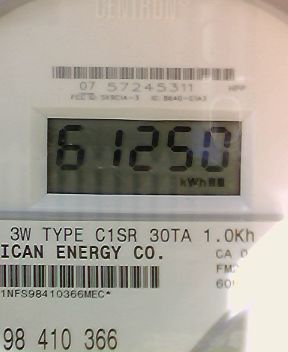 CENTRON
07 57245311
61250
kWh
3W TYPE C1SR 30TA 1.0Kh
ICAN ENERGY CO.
CA 0
1NFS98410366MEC*
98 410 366